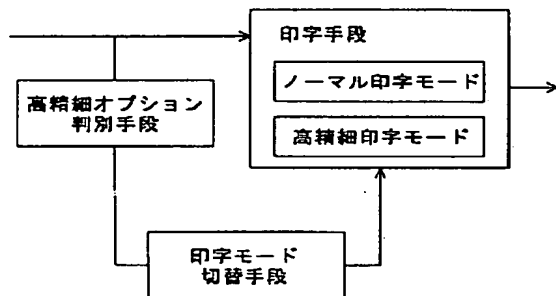 印字手段
ノーマル印字モード
高精細印字モード
高精細オプション
判別手段
印字モード
切替手段